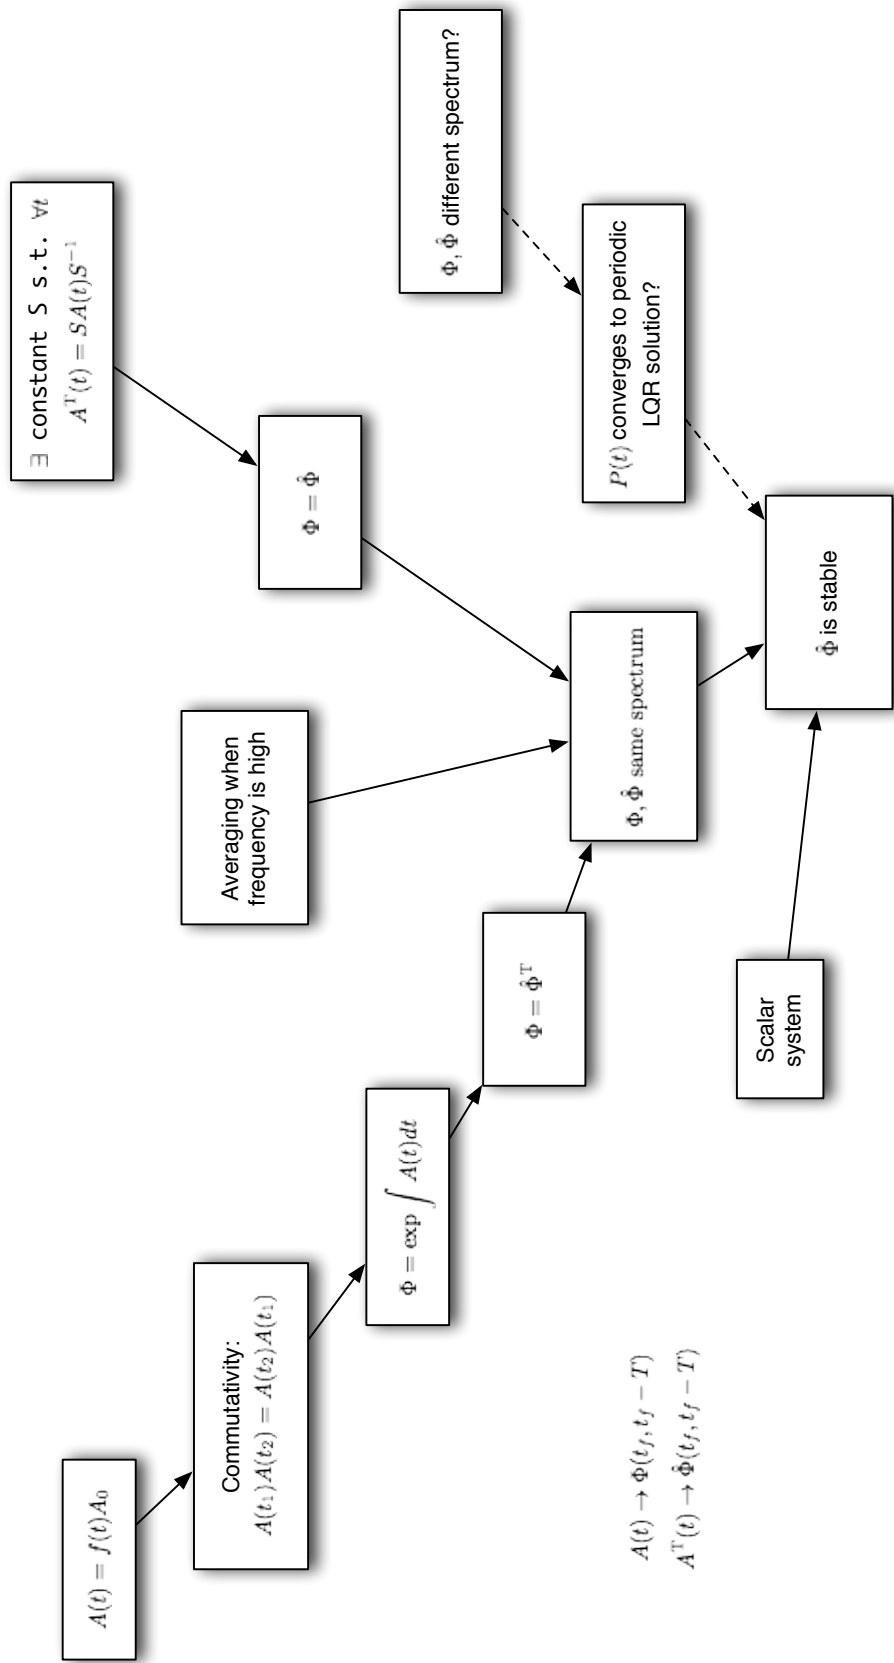 ∃ constant S s.t. ∀t
A^T(t) = SA(t)S^{-1}
Φ, Φ̂ different spectrum?
Φ = Φ̂
P(t) converges to periodic
LQR solution?
Averaging when
frequency is high
Φ, Φ̂ same spectrum
Φ̂ is stable
A(t) = f(t)A_0
Commutativity:
A(t_1)A(t_2) = A(t_2)A(t_1)
Φ = exp ∫ A(t)dt
Φ = Φ̂^T
Scalar
system
A(t) → Φ(t_f, t_f − T)
A^T(t) → Φ̂(t_f, t_f − T)